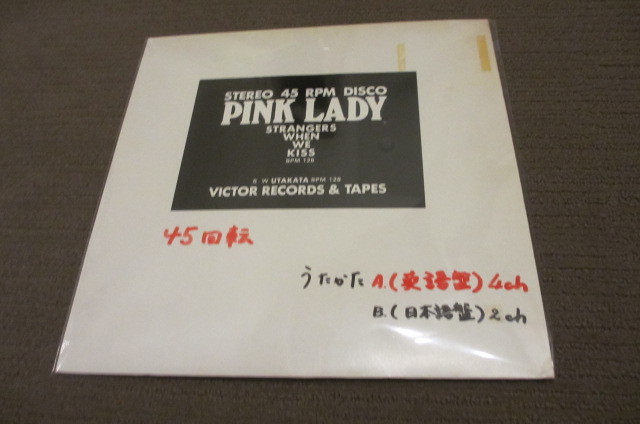 STEREO 45 RPM DISCO
PINK LADY
STRANGERS
WHEN
WE
KISS
BPM 128
B W UTAKATA BPM 128
VICTOR RECORDS & TAPES
45回転
うたかた A.(英語盤) 4ch
B.(日本語盤) 2ch